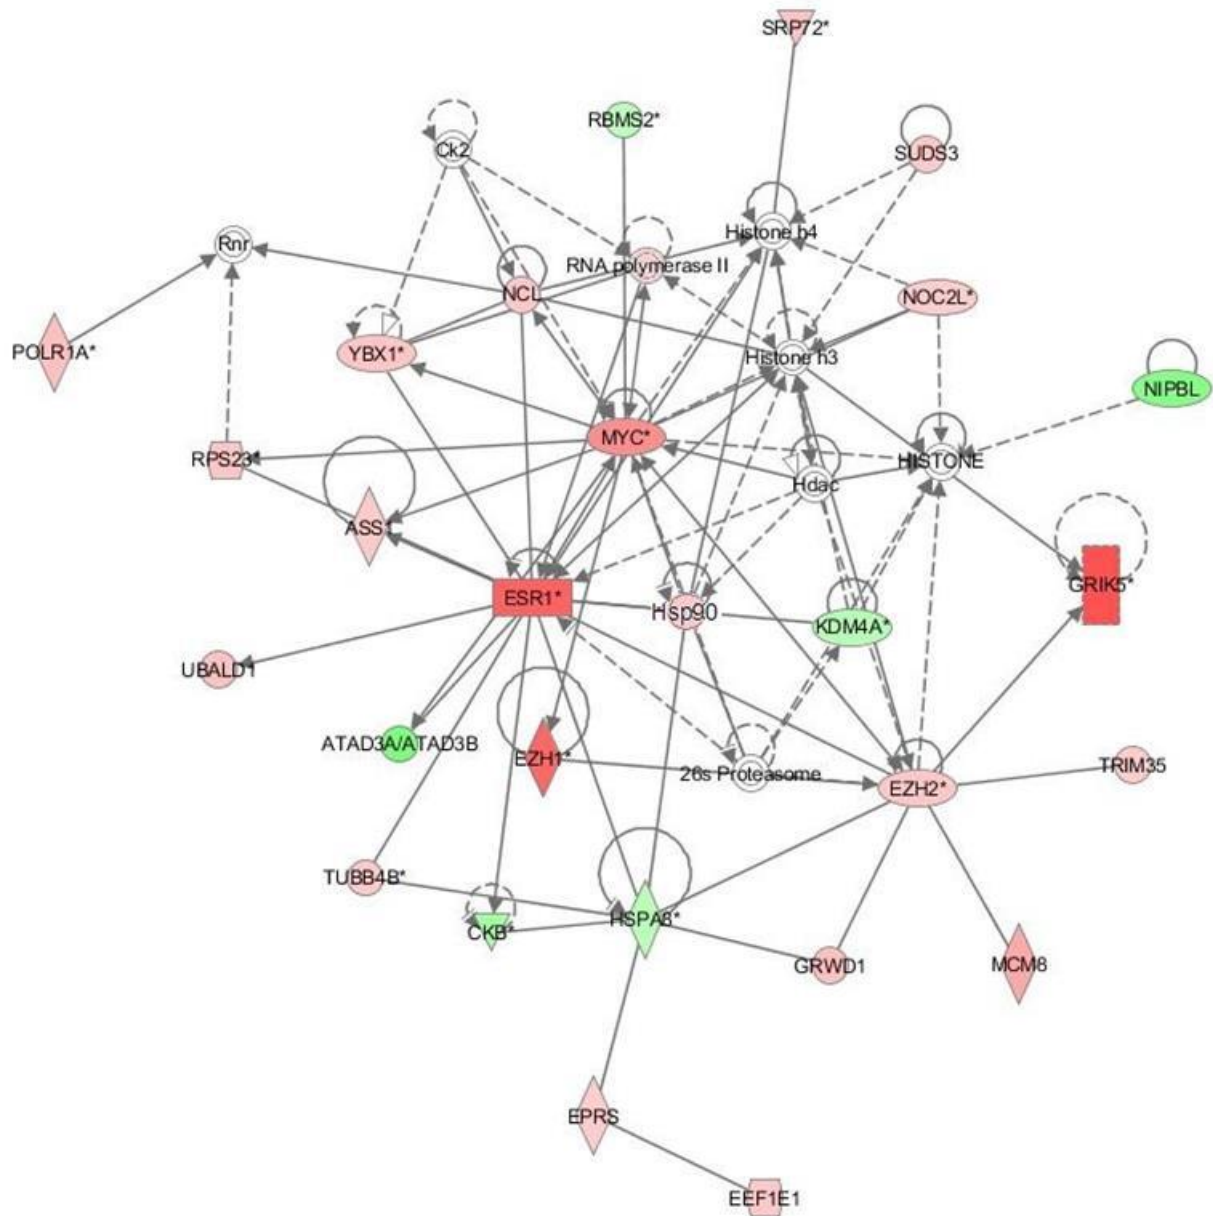 SRP72*
RBMS2*
Ck2
SUDS3
Rnr
Histone h4
RNA polymerase II
NCL
NOC2L*
POLR1A*
YBX1*
Histone h3
NIPBL
MYC*
RPS23*
HISTONE
Hdac
ASS
GRIK5*
ESR1*
Hsp90
KDM4A*
UBALD1
ATAD3A/ATAD3B
EZH1*
26s Proteasome
TRIM35
EZH2*
TUBB4B*
HSPA8*
CKB*
GRWD1
MCM8
EPRS
EEF1E1